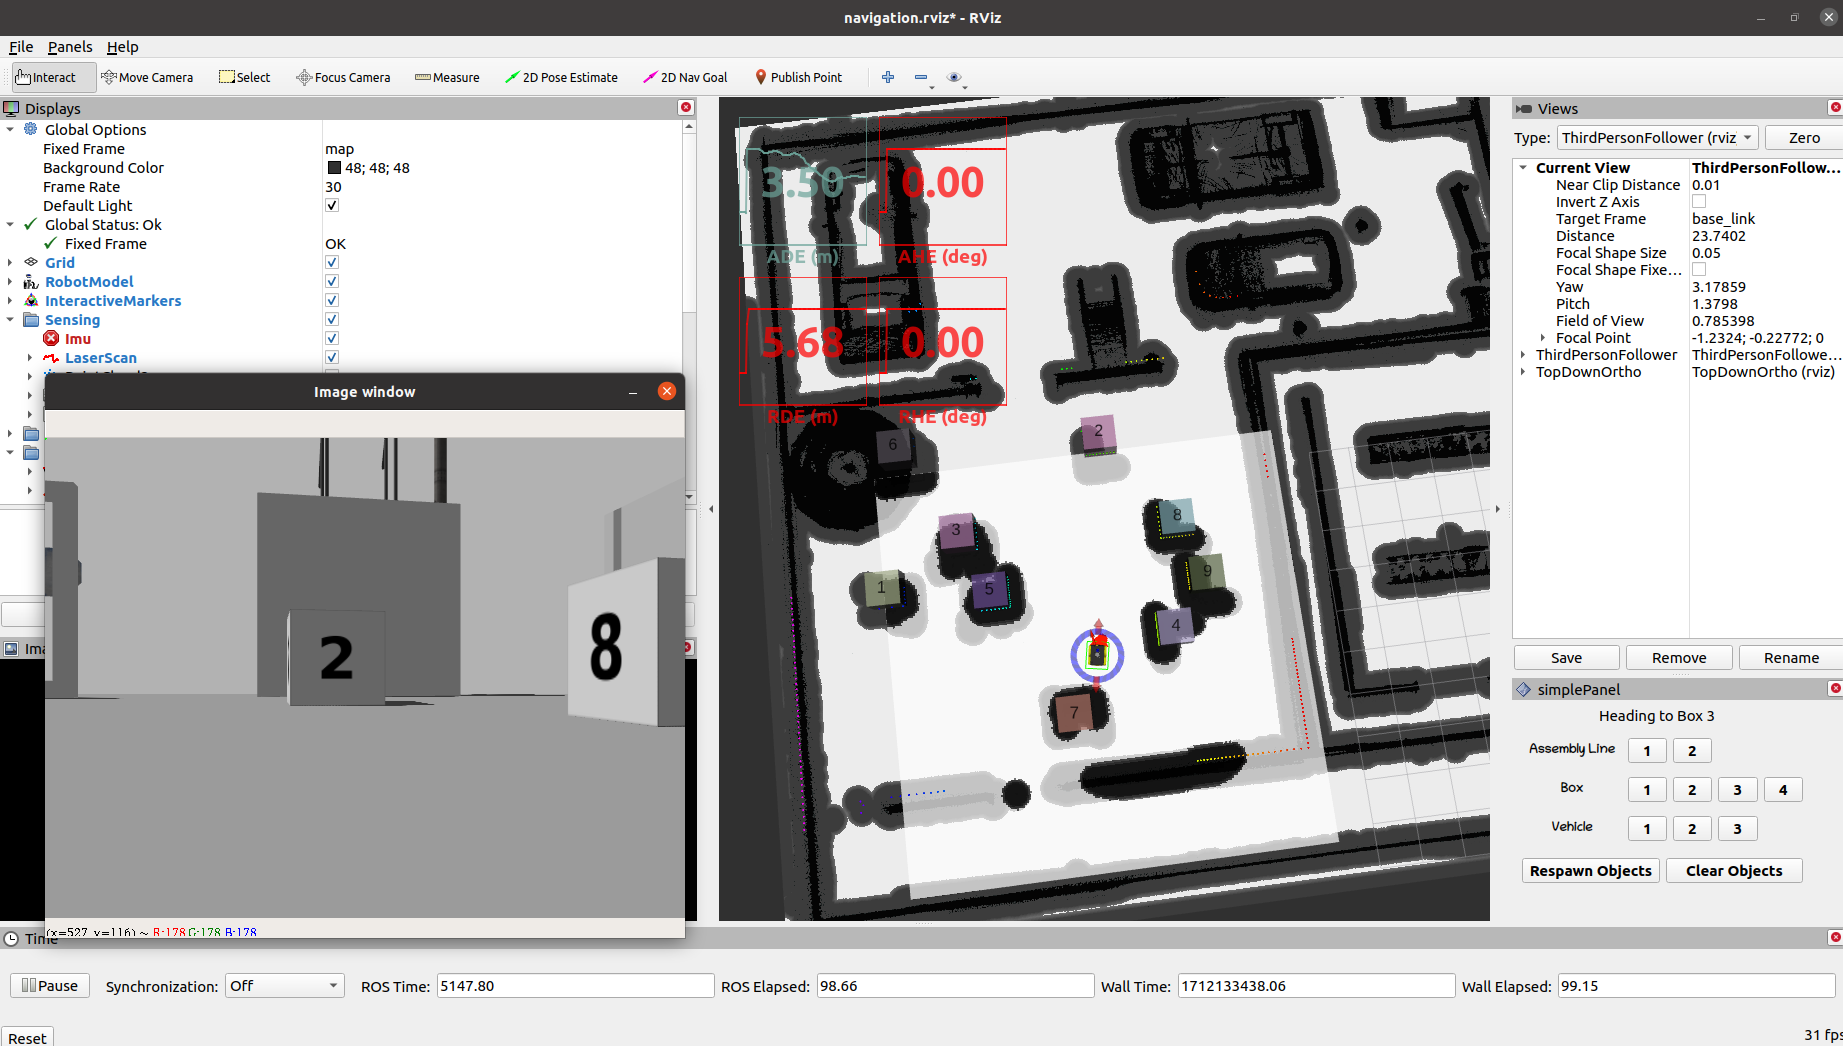 navigation.rviz* - RViz
File Panels Help
Interact Move Camera Select Focus Camera Measure 2D Pose Estimate 2D Nav Goal Publish Point
Displays
Global Options
Fixed Frame map
Background Color 48; 48; 48
Frame Rate 30
Default Light
Global Status: Ok
Fixed Frame OK
Grid
RobotModel
InteractiveMarkers
Sensing
Imu
LaserScan
Image window
2
8
(x=527, y=116) ~ R:178 G:178 B:178
Ima
3.50
ADE (m)
0.00
AHE (deg)
5.68
RDE (m)
0.00
RHE (deg)
6
2
3
8
1
5
9
4
7
Views
Type: ThirdPersonFollower (rviz Zero
Current View ThirdPersonFollow...
Near Clip Distance 0.01
Invert Z Axis
Target Frame base_link
Distance 23.7402
Focal Shape Size 0.05
Focal Shape Fixe...
Yaw 3.17859
Pitch 1.3798
Field of View 0.785398
Focal Point -1.2324; -0.22772; 0
ThirdPersonFollower ThirdPersonFollowe...
TopDownOrtho TopDownOrtho (rviz)
Save Remove Rename
simplePanel
Heading to Box 3
Assembly Line 1 2
Box 1 2 3 4
Vehicle 1 2 3
Respawn Objects Clear Objects
Time
Pause Synchronization: Off ROS Time: 5147.80 ROS Elapsed: 98.66 Wall Time: 1712133438.06 Wall Elapsed: 99.15
Reset 31 fps